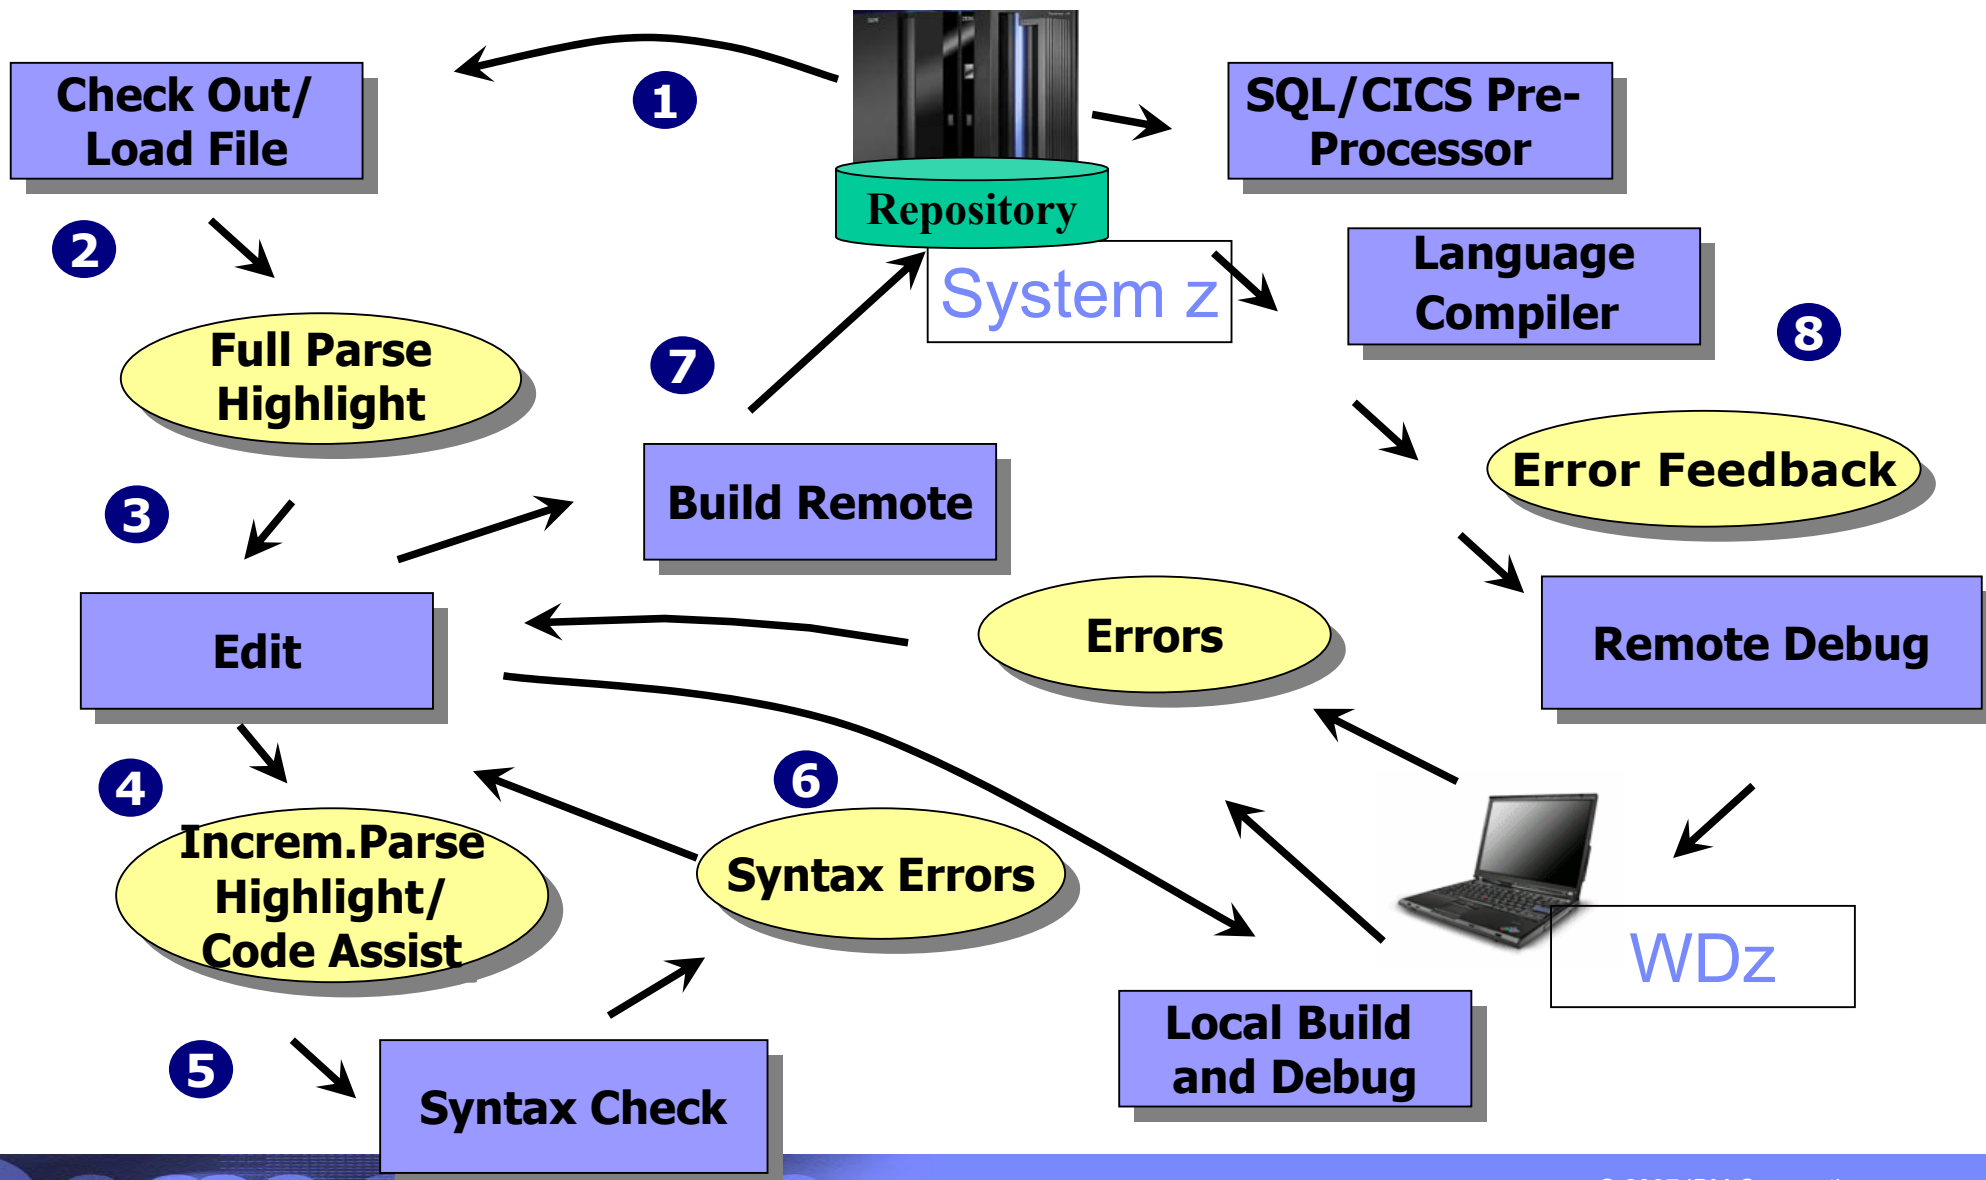 Check Out/
Load File
1
SQL/CICS Pre-
Processor
Repository
System z
2
Language
Compiler
8
Full Parse
Highlight
7
Error Feedback
3
Build Remote
Edit
Errors
Remote Debug
4
6
Increm.Parse
Highlight/
Code Assist
Syntax Errors
WDz
5
Local Build
and Debug
Syntax Check